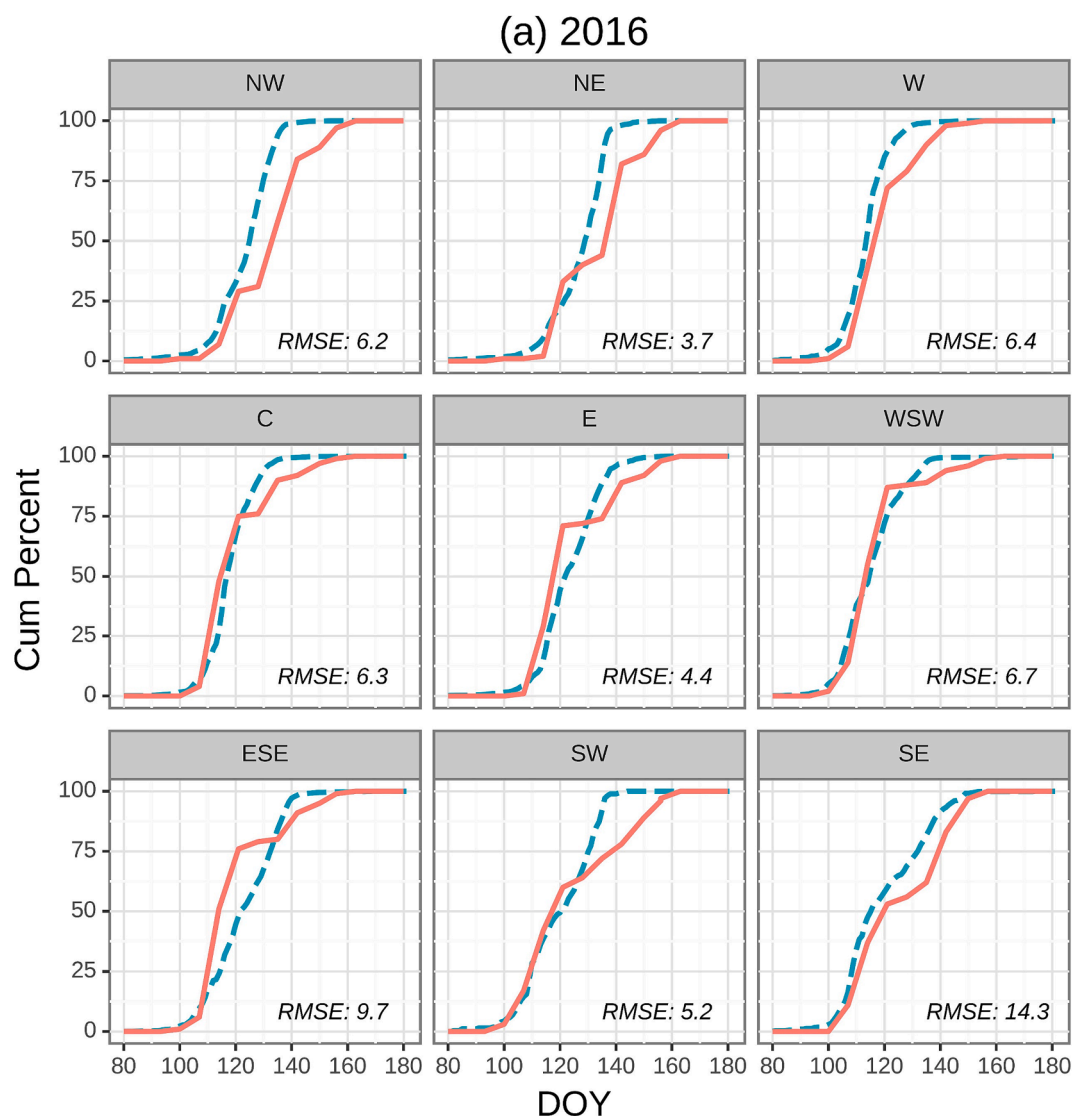 (a) 2016
NW NE W
100
75
50
25
0
RMSE: 6.2 RMSE: 3.7 RMSE: 6.4
C E WSW
100
75
50
25
0
RMSE: 6.3 RMSE: 4.4 RMSE: 6.7
Cum Percent
ESE SW SE
100
75
50
25
0
RMSE: 9.7 RMSE: 5.2 RMSE: 14.3
80 100 120 140 160 180 80 100 120 140 160 180 80 100 120 140 160 180
DOY